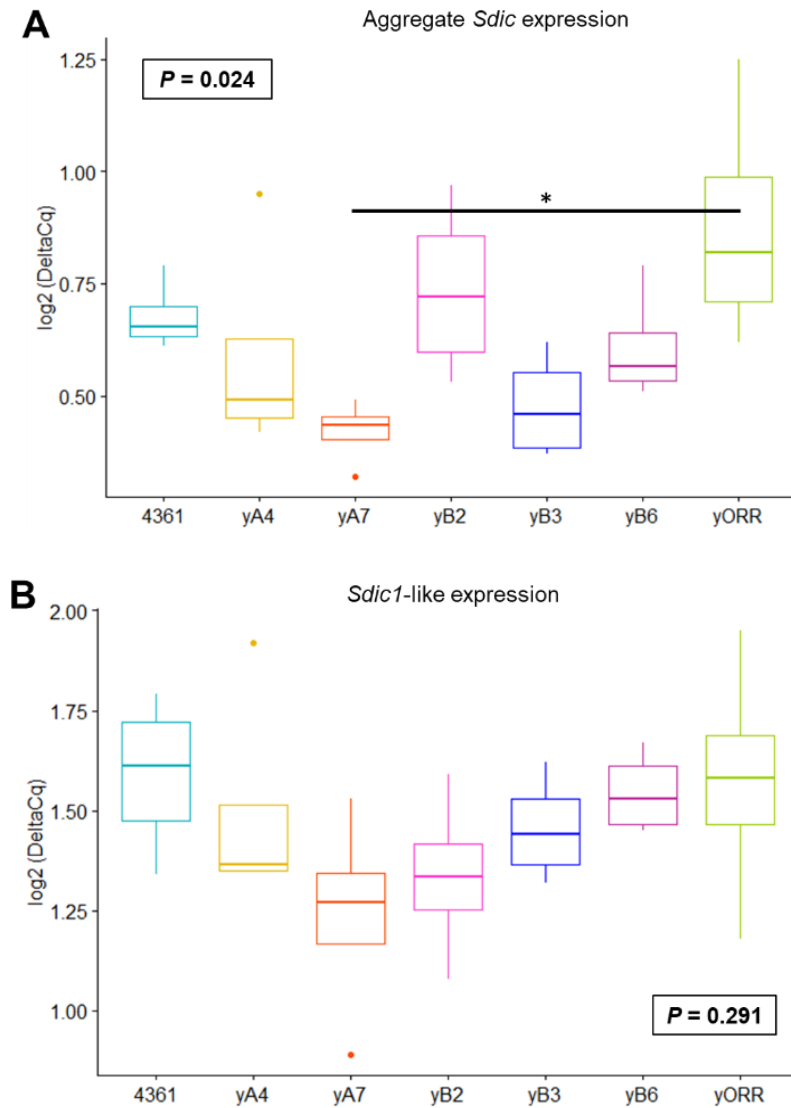 A
Aggregate Sdic expression
P = 0.024
*
log2 (DeltaCq)
1.25
1.00
0.75
0.50
4361 yA4 yA7 yB2 yB3 yB6 yORR
B
Sdic1-like expression
log2 (DeltaCq)
2.00
1.75
1.50
1.25
1.00
P = 0.291
4361 yA4 yA7 yB2 yB3 yB6 yORR